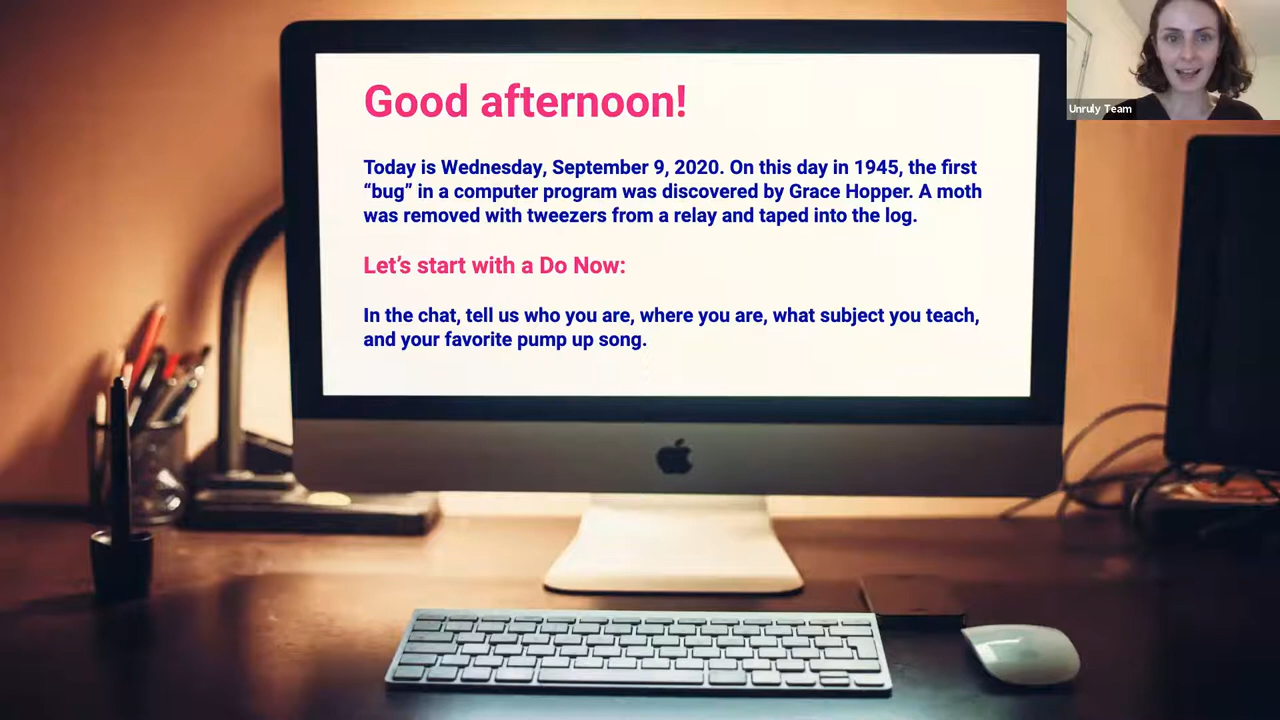 Good afternoon!
Today is Wednesday, September 9, 2020. On this day in 1945, the first
“bug” in a computer program was discovered by Grace Hopper. A moth
was removed with tweezers from a relay and taped into the log.
Let’s start with a Do Now:
In the chat, tell us who you are, where you are, what subject you teach,
and your favorite pump up song.
Unruly Team